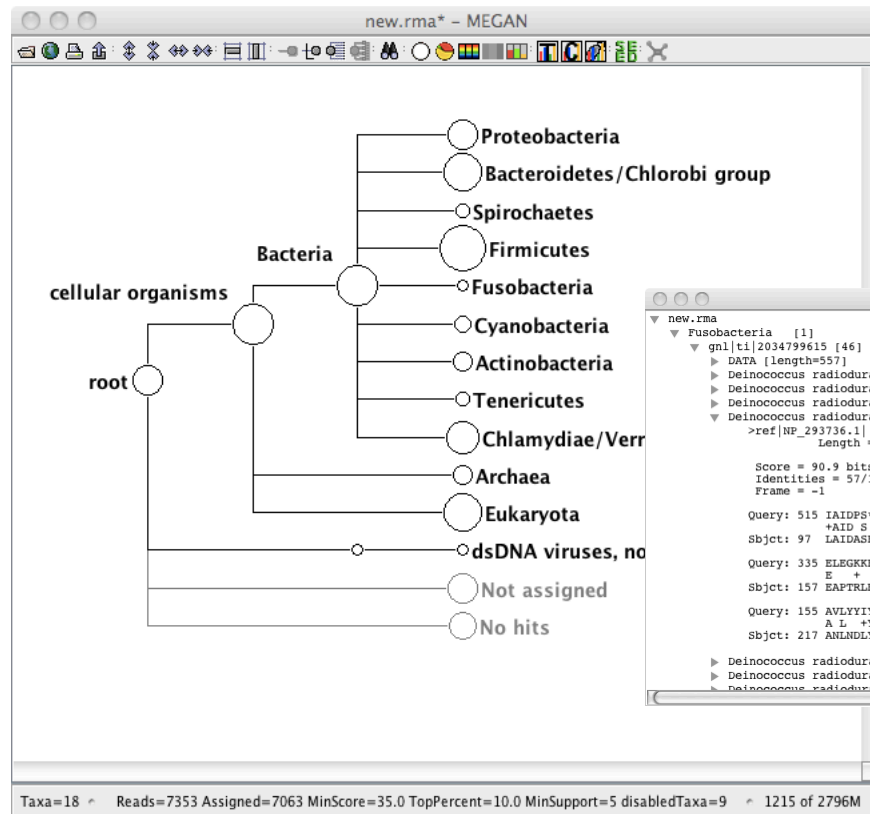 new.rma* – MEGAN
Proteobacteria
Bacteroidetes/Chlorobi group
Spirochaetes
Bacteria
Firmicutes
cellular organisms
Fusobacteria
Cyanobacteria
root
Actinobacteria
Tenericutes
Chlamydiae/Verr
Archaea
Eukaryota
dsDNA viruses, no
Not assigned
No hits
new.rma
Fusobacteria [1]
gnl|ti|2034799615 [46]
DATA [length=557]
Deinococcus radiodura
Deinococcus radiodura
Deinococcus radiodura
Deinococcus radiodura
>ref|NP_293736.1|
Length =
Score = 90.9 bits
Identities = 57/
Frame = -1
Query: 515 IAIDPS
+AID S
Sbjct: 97 LAIDAS
Query: 335 ELEGKK
E +
Sbjct: 157 EAPTRL
Query: 155 AVLYYIY
A L +Y
Sbjct: 217 ANLNDLY
Deinococcus radiodura
Deinococcus radiodura
Deinococcus radiodura
Taxa=18 Reads=7353 Assigned=7063 MinScore=35.0 TopPercent=10.0 MinSupport=5 disabledTaxa=9 1215 of 2796M